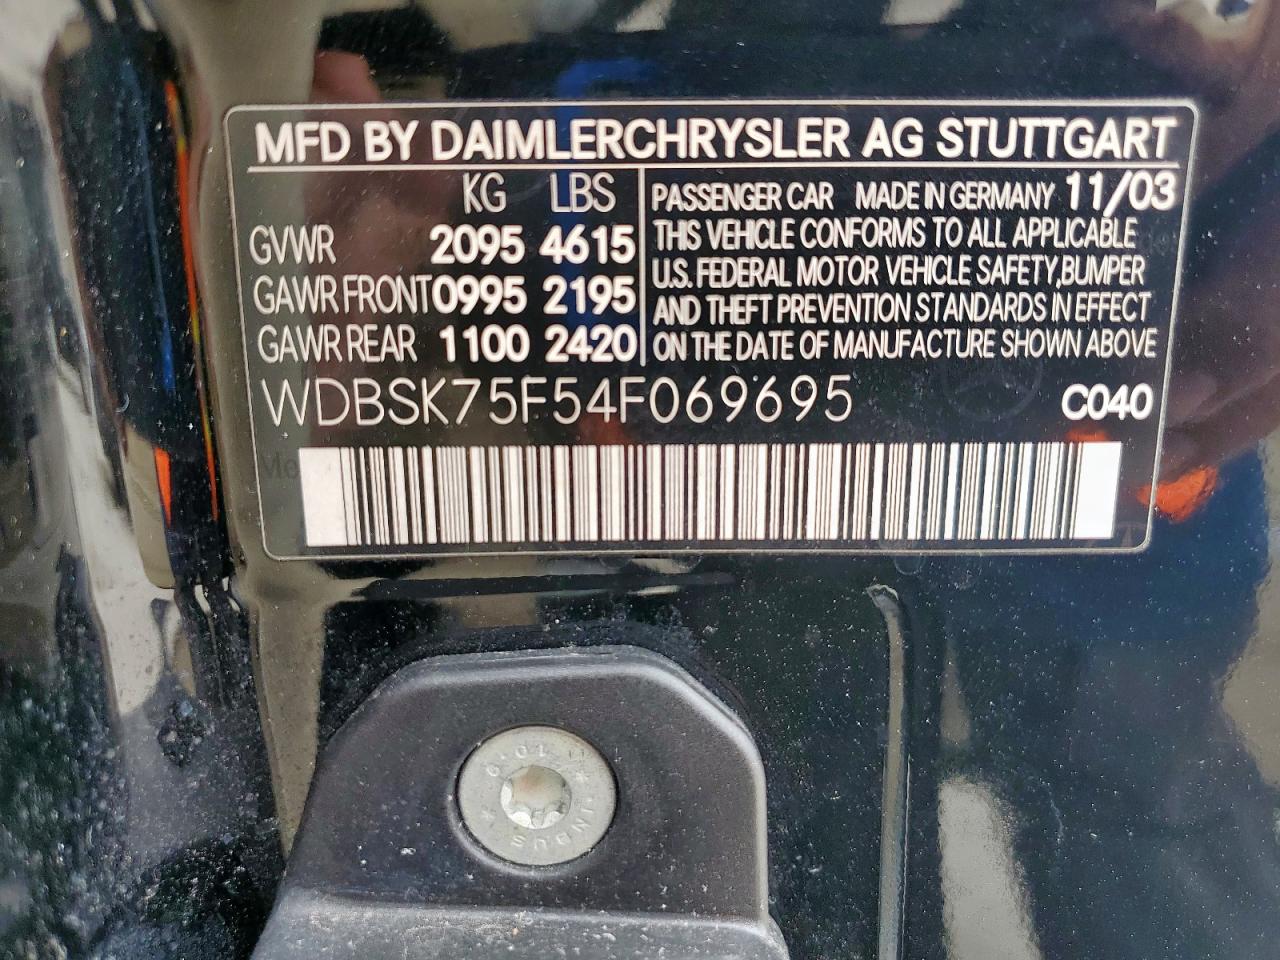 MFD BY DAIMLERCHRYSLER AG STUTTGART
KG LBS
GVWR 2095 4615
GAWR FRONT 0995 2195
GAWR REAR 1100 2420
PASSENGER CAR MADE IN GERMANY 11/03
THIS VEHICLE CONFORMS TO ALL APPLICABLE
U.S. FEDERAL MOTOR VEHICLE SAFETY,BUMPER
AND THEFT PREVENTION STANDARDS IN EFFECT
ON THE DATE OF MANUFACTURE SHOWN ABOVE
WDBSK75F54F069695 C040
10.9